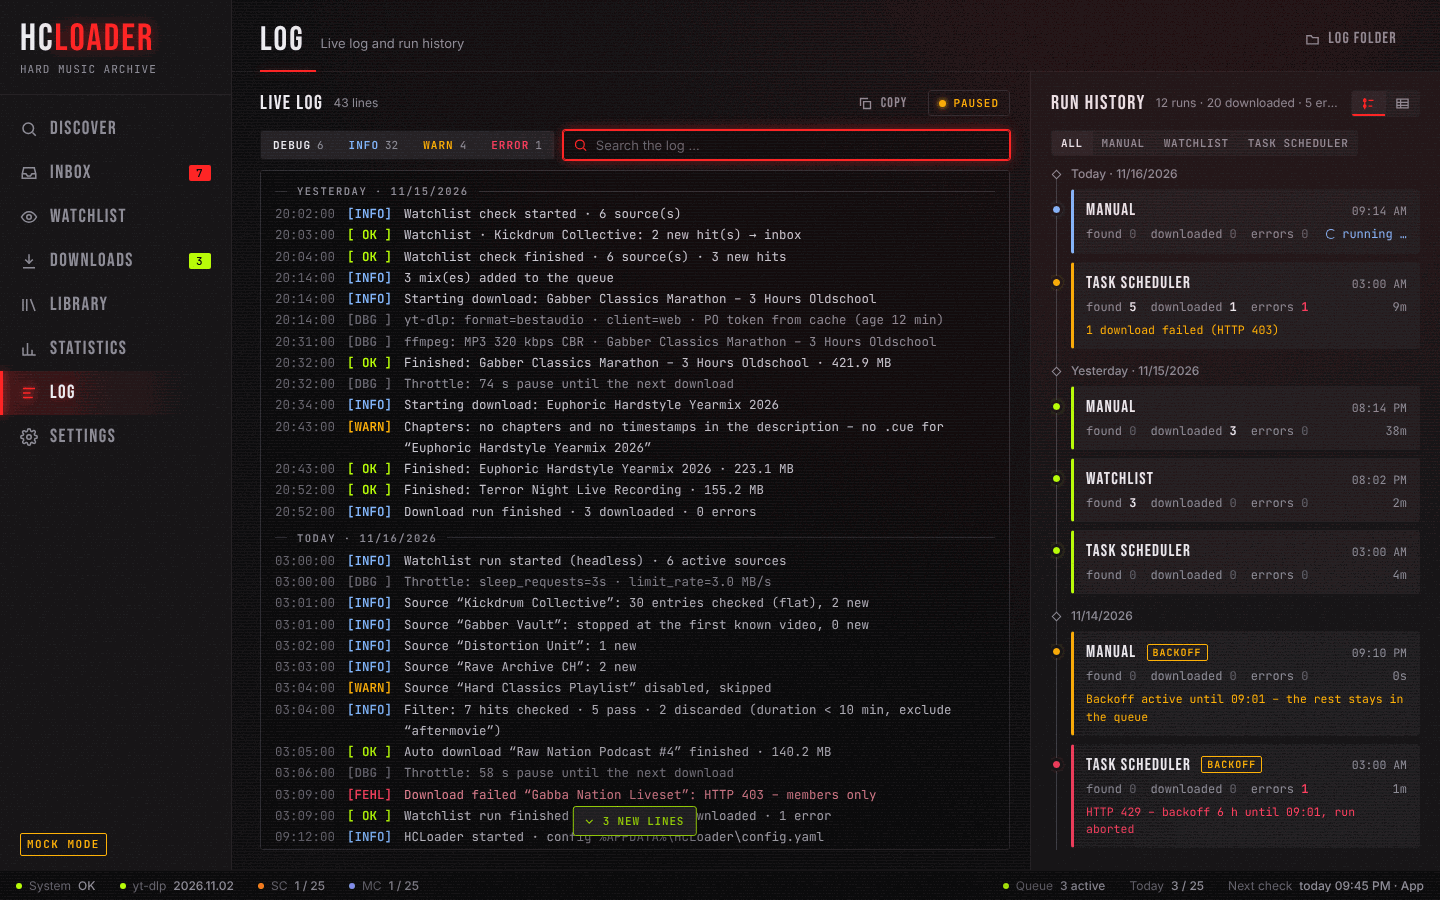 HCLOADER
HARD MUSIC ARCHIVE
DISCOVER
INBOX 7
WATCHLIST
DOWNLOADS 3
LIBRARY
STATISTICS
LOG
SETTINGS
MOCK MODE
LOG Live log and run history
LOG FOLDER
LIVE LOG 43 lines
COPY
PAUSED
DEBUG 6 INFO 32 WARN 4 ERROR 1
Search the log …
YESTERDAY · 11/15/2026
20:02:00 [INFO] Watchlist check started · 6 source(s)
20:03:00 [ OK ] Watchlist · Kickdrum Collective: 2 new hit(s) → inbox
20:04:00 [ OK ] Watchlist check finished · 6 source(s) · 3 new hits
20:14:00 [INFO] 3 mix(es) added to the queue
20:14:00 [INFO] Starting download: Gabber Classics Marathon – 3 Hours Oldschool
20:14:00 [DBG ] yt-dlp: format=bestaudio · client=web · PO token from cache (age 12 min)
20:31:00 [DBG ] ffmpeg: MP3 320 kbps CBR · Gabber Classics Marathon – 3 Hours Oldschool
20:32:00 [ OK ] Finished: Gabber Classics Marathon – 3 Hours Oldschool · 421.9 MB
20:32:00 [DBG ] Throttle: 74 s pause until the next download
20:34:00 [INFO] Starting download: Euphoric Hardstyle Yearmix 2026
20:43:00 [WARN] Chapters: no chapters and no timestamps in the description – no .cue for
“Euphoric Hardstyle Yearmix 2026”
20:43:00 [ OK ] Finished: Euphoric Hardstyle Yearmix 2026 · 223.1 MB
20:52:00 [ OK ] Finished: Terror Night Live Recording · 155.2 MB
20:52:00 [INFO] Download run finished · 3 downloaded · 0 errors
TODAY · 11/16/2026
03:00:00 [INFO] Watchlist run started (headless) · 6 active sources
03:00:00 [DBG ] Throttle: sleep_requests=3s · limit_rate=3.0 MB/s
03:01:00 [INFO] Source “Kickdrum Collective”: 30 entries checked (flat), 2 new
03:01:00 [INFO] Source “Gabber Vault”: stopped at the first known video, 0 new
03:02:00 [INFO] Source “Distortion Unit”: 1 new
03:03:00 [INFO] Source “Rave Archive CH”: 2 new
03:04:00 [WARN] Source “Hard Classics Playlist” disabled, skipped
03:04:00 [INFO] Filter: 7 hits checked · 5 pass · 2 discarded (duration < 10 min, exclude
“aftermovie”)
03:05:00 [ OK ] Auto download “Raw Nation Podcast #4” finished · 140.2 MB
03:06:00 [DBG ] Throttle: 58 s pause until the next download
03:09:00 [FEHL] Download failed “Gabba Nation Liveset”: HTTP 403 – members only
03:09:00 [ OK ] Watchlist run finished wnloaded · 1 error
3 NEW LINES
09:12:00 [INFO] HCLoader started · config %APPDATA%\HCLoader\config.yaml
RUN HISTORY 12 runs · 20 downloaded · 5 er…
ALL MANUAL WATCHLIST TASK SCHEDULER
Today · 11/16/2026
MANUAL 09:14 AM
found 0 downloaded 0 errors 0 running …
TASK SCHEDULER 03:00 AM
found 5 downloaded 1 errors 1 9m
1 download failed (HTTP 403)
Yesterday · 11/15/2026
MANUAL 08:14 PM
found 0 downloaded 3 errors 0 38m
WATCHLIST 08:02 PM
found 3 downloaded 0 errors 0 2m
TASK SCHEDULER 03:00 AM
found 0 downloaded 0 errors 0 4m
11/14/2026
MANUAL BACKOFF 09:10 PM
found 0 downloaded 0 errors 0 0s
Backoff active until 09:01 – the rest stays in
the queue
TASK SCHEDULER BACKOFF 03:00 AM
found 0 downloaded 0 errors 1 1m
HTTP 429 – backoff 6 h until 09:01, run
aborted
System OK yt-dlp 2026.11.02 SC 1 / 25 MC 1 / 25
Queue 3 active Today 3 / 25 Next check today 09:45 PM · App